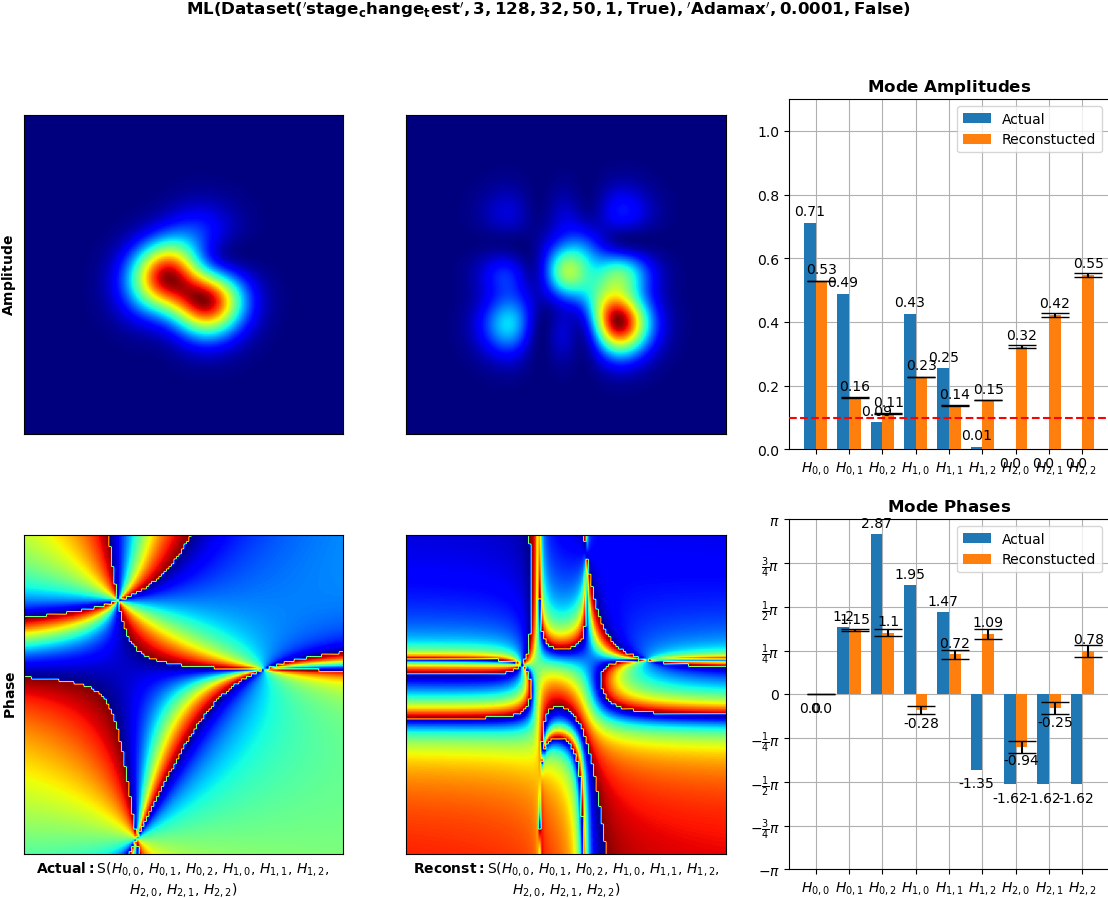 ML(Dataset('stage_change_test', 3, 128, 32, 50, 1, True), 'Adamax', 0.0001, False)
Amplitude
Mode Amplitudes
Actual
Reconstucted
1.0
0.8
0.6
0.4
0.2
0.0
0.71
0.53
0.49
0.16
0.09
0.11
0.43
0.23
0.25
0.14
0.01
0.15
0.0
0.32
0.0
0.42
0.0
0.55
H0,0 H0,1 H0,2 H1,0 H1,1 H1,2 H2,0 H2,1 H2,2
Phase
Actual: S(H0,0, H0,1, H0,2, H1,0, H1,1, H1,2,
H2,0, H2,1, H2,2)
Reconst: S(H0,0, H0,1, H0,2, H1,0, H1,1, H1,2,
H2,0, H2,1, H2,2)
Mode Phases
Actual
Reconstucted
π
3/4π
1/2π
1/4π
0
−1/4π
−1/2π
−3/4π
−π
0.0
0.0
1.2
1.15
2.87
1.1
1.95
-0.28
1.47
0.72
-1.35
1.09
-1.62
-0.94
-1.62
-0.25
-1.62
0.78
H0,0 H0,1 H0,2 H1,0 H1,1 H1,2 H2,0 H2,1 H2,2